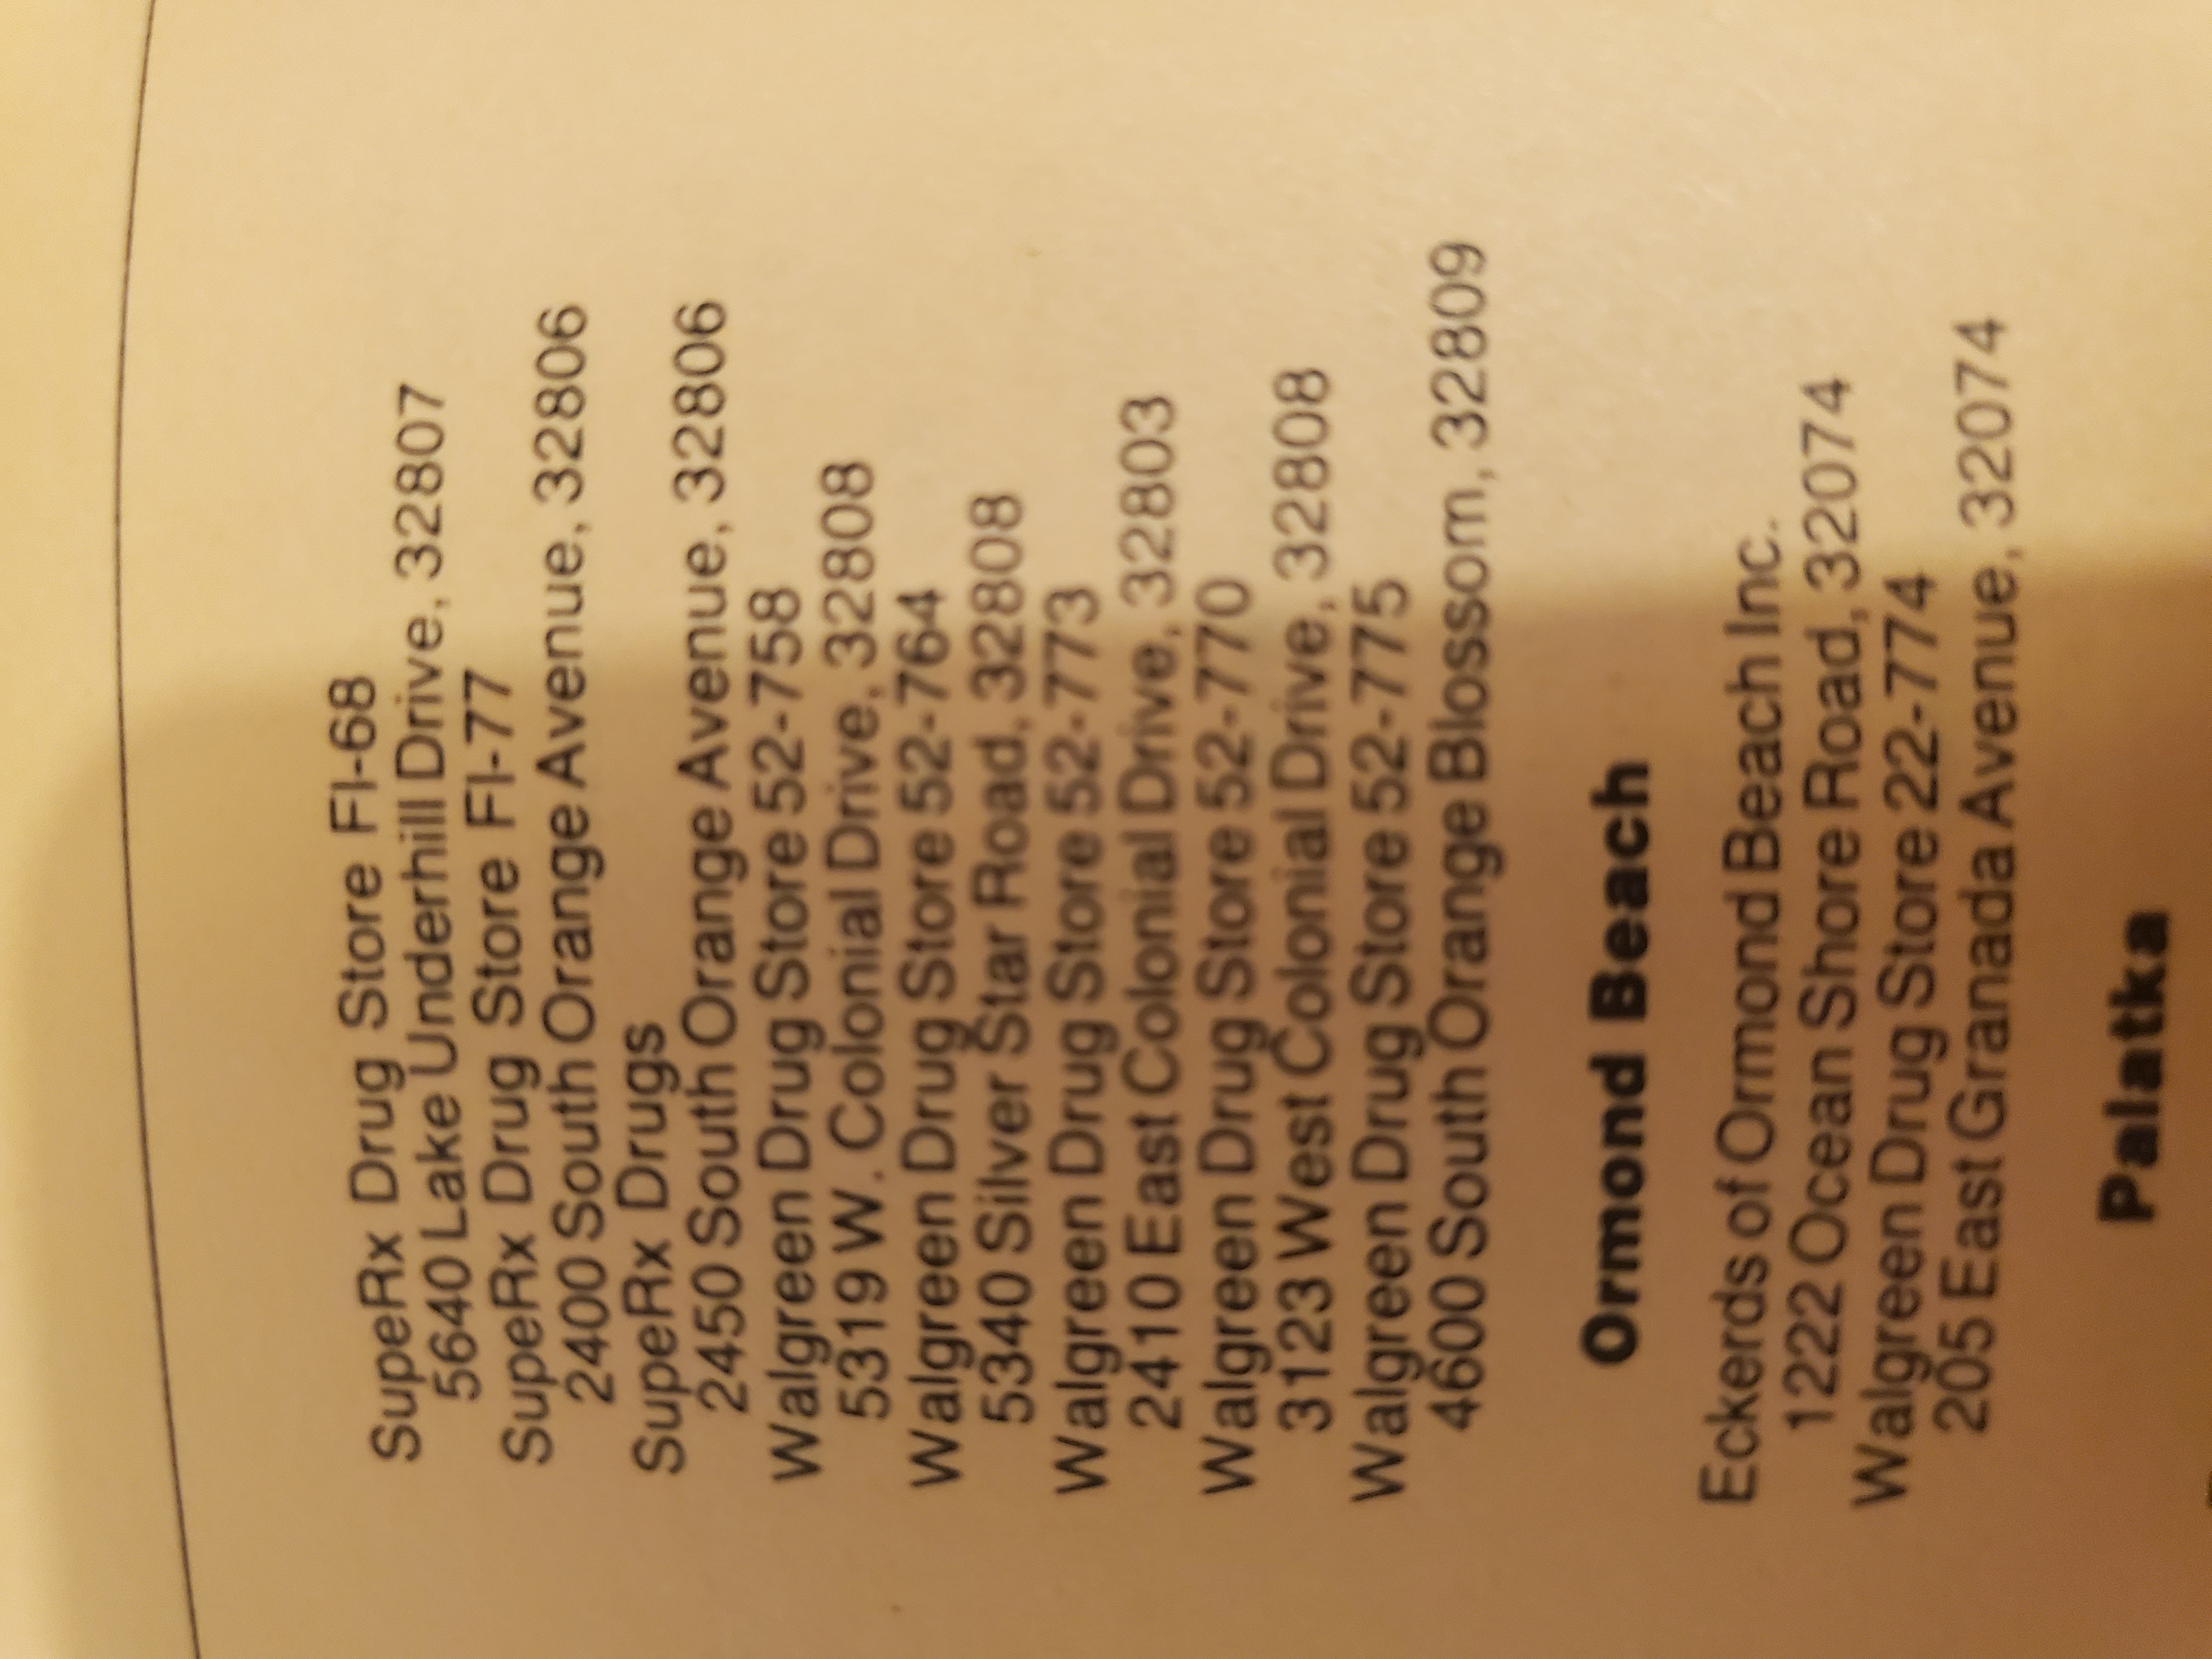 SupeRx Drug Store Fl-68
5640 Lake Underhill Drive, 32807
SupeRx Drug Store Fl-77
2400 South Orange Avenue, 32806
SupeRx Drugs
2450 South Orange Avenue, 32806
Walgreen Drug Store 52-758
5319 W. Colonial Drive, 32808
Walgreen Drug Store 52-764
5340 Silver Star Road, 32808
Walgreen Drug Store 52-773
2410 East Colonial Drive, 32803
Walgreen Drug Store 52-770
3123 West Colonial Drive, 32808
Walgreen Drug Store 52-775
4600 South Orange Blossom, 32809
Ormond Beach
Eckerds of Ormond Beach Inc.
1222 Ocean Shore Road, 32074
Walgreen Drug Store 22-774
205 East Granada Avenue, 32074
Palatka